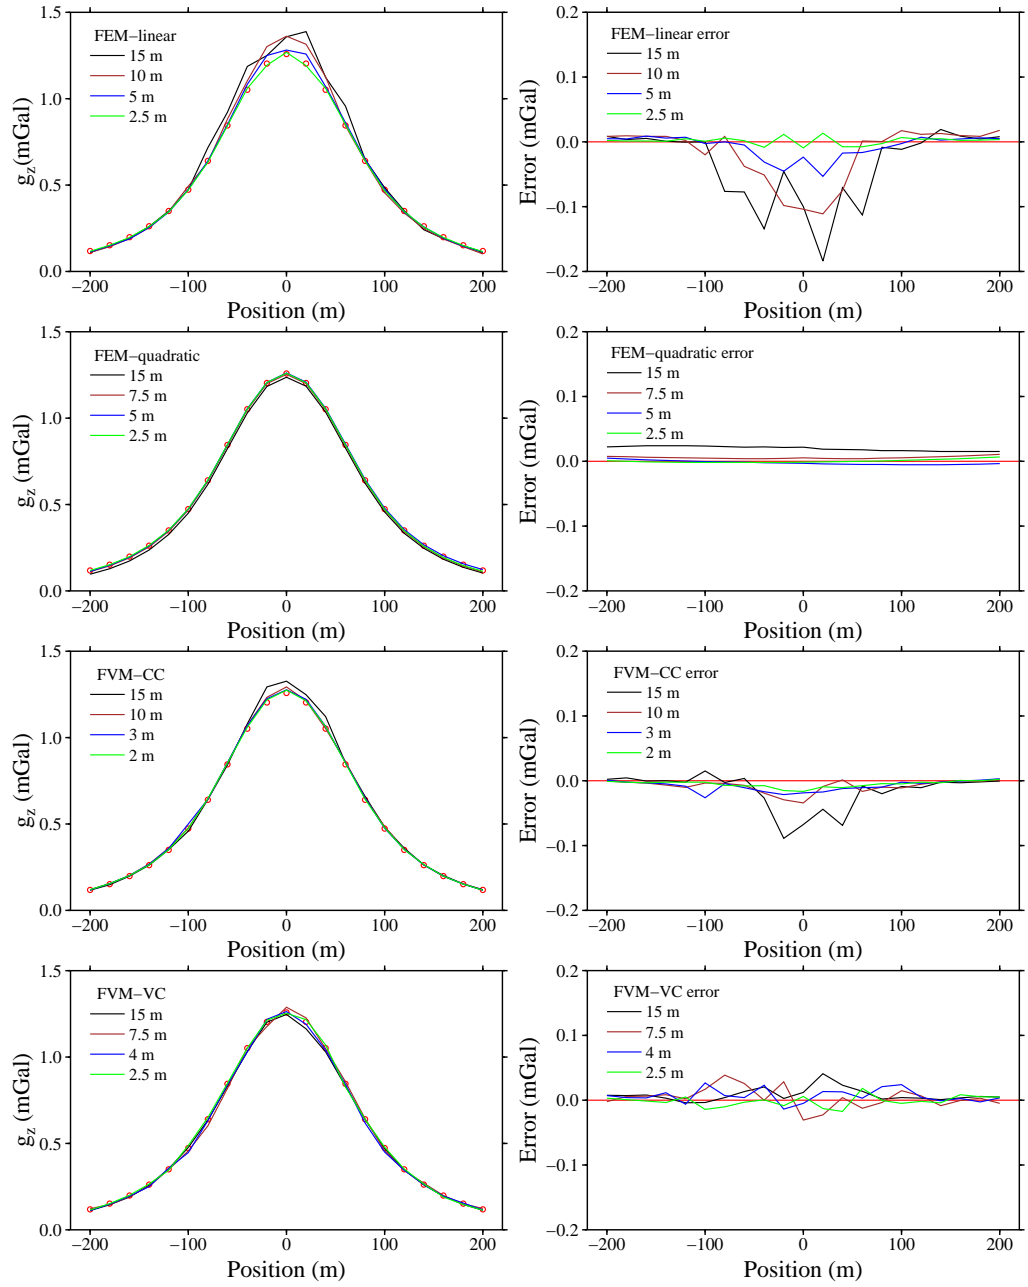 FEM−linear
15 m
10 m
5 m
2.5 m
1.5
1.0
0.5
0.0
g_z (mGal)
−200
−100
0
100
200
Position (m)
FEM−linear error
15 m
10 m
5 m
2.5 m
0.2
0.1
0.0
−0.1
−0.2
Error (mGal)
−200
−100
0
100
200
Position (m)
FEM−quadratic
15 m
7.5 m
5 m
2.5 m
1.5
1.0
0.5
0.0
g_z (mGal)
−200
−100
0
100
200
Position (m)
FEM−quadratic error
15 m
7.5 m
5 m
2.5 m
0.2
0.1
0.0
−0.1
−0.2
Error (mGal)
−200
−100
0
100
200
Position (m)
FVM−CC
15 m
10 m
3 m
2 m
1.5
1.0
0.5
0.0
g_z (mGal)
−200
−100
0
100
200
Position (m)
FVM−CC error
15 m
10 m
3 m
2 m
0.2
0.1
0.0
−0.1
−0.2
Error (mGal)
−200
−100
0
100
200
Position (m)
FVM−VC
15 m
7.5 m
4 m
2.5 m
1.5
1.0
0.5
0.0
g_z (mGal)
−200
−100
0
100
200
Position (m)
FVM−VC error
15 m
7.5 m
4 m
2.5 m
0.2
0.1
0.0
−0.1
−0.2
Error (mGal)
−200
−100
0
100
200
Position (m)